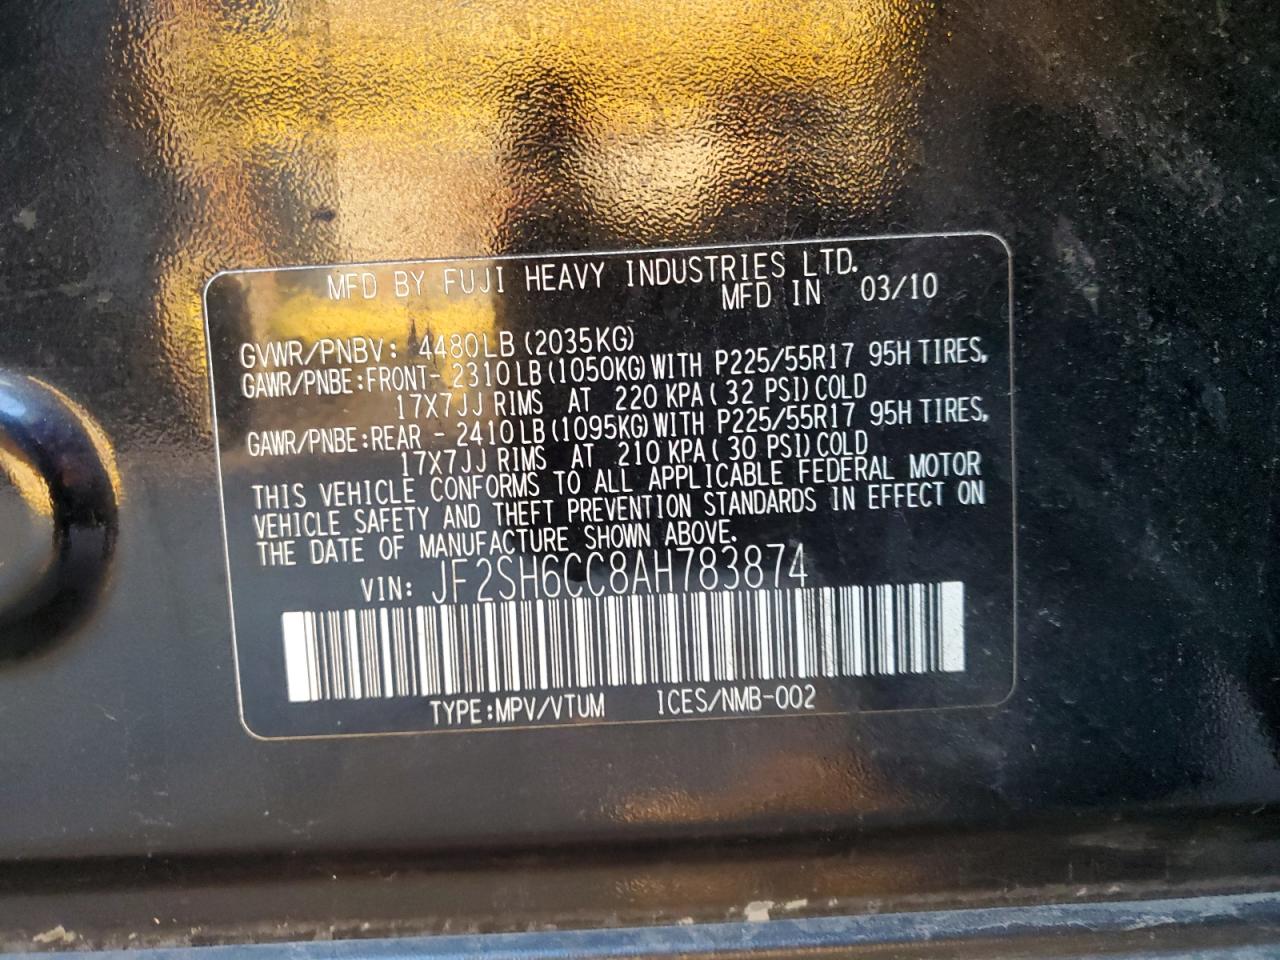 MFD BY FUJI HEAVY INDUSTRIES LTD.
MFD IN 03/10
GVWR/PNBV: 4480LB(2035KG)
GAWR/PNBE:FRONT- 2310LB(1050KG)WITH P225/55R17 95H TIRES,
17X7JJ RIMS AT 220 KPA( 32 PSI)COLD
GAWR/PNBE:REAR - 2410LB(1095KG)WITH P225/55R17 95H TIRES,
17X7JJ RIMS AT 210 KPA( 30 PSI)COLD
THIS VEHICLE CONFORMS TO ALL APPLICABLE FEDERAL MOTOR
VEHICLE SAFETY AND THEFT PREVENTION STANDARDS IN EFFECT ON
THE DATE OF MANUFACTURE SHOWN ABOVE.
VIN: JF2SH6CC8AH783874
TYPE:MPV/VTUM ICES/NMB-002